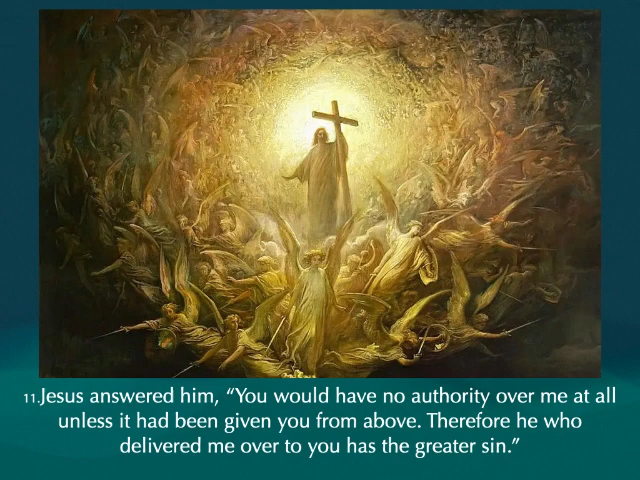 11.Jesus answered him, “You would have no authority over me at all
unless it had been given you from above. Therefore he who
delivered me over to you has the greater sin.”